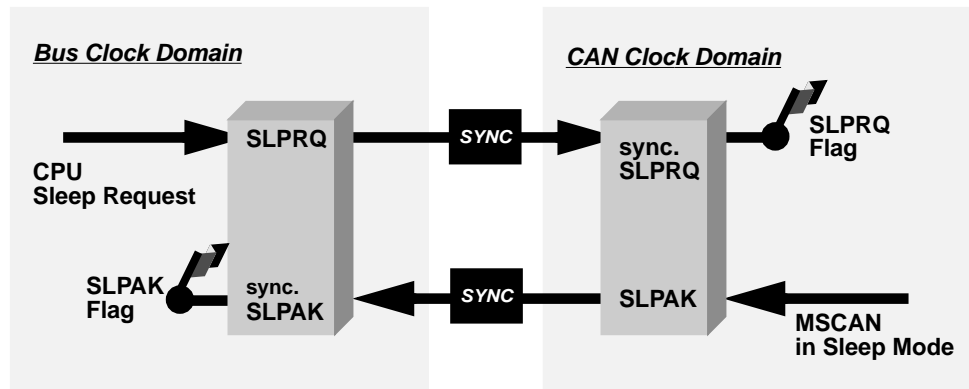 Bus Clock Domain
CAN Clock Domain
SLPRQ
SYNC
sync.
SLPRQ
SLPRQ
Flag
CPU
Sleep Request
SLPAK
Flag
sync.
SLPAK
SYNC
SLPAK
MSCAN
in Sleep Mode